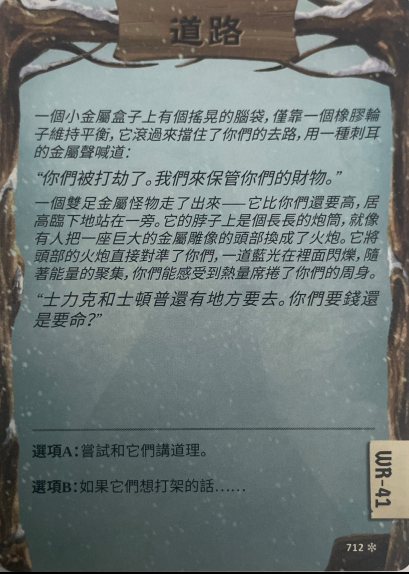 道路
一個小金屬盒子上有個搖晃的腦袋，僅靠一個橡膠輪
子維持平衡，它滾過來擋住了你們的去路，用一種刺耳
的金屬聲喊道：
“你們被打劫了。我們來保管你們的財物。”
一個雙足金屬怪物走了出來——它比你們還要高，居
高臨下地站在一旁。它的脖子上是個長長的炮筒，就像
有人把一座巨大的金屬雕像的頭部換成了火炮。它將
頭部的火炮直接對準了你們，一道藍光在裡面閃爍，隨
著能量的聚集，你們能感受到熱量席捲了你們的周身。
“士力克和士頓普還有地方要去。你們要錢還
是要命？”
選項A：嘗試和它們講道理。
選項B：如果它們想打架的話……
WR-41
712